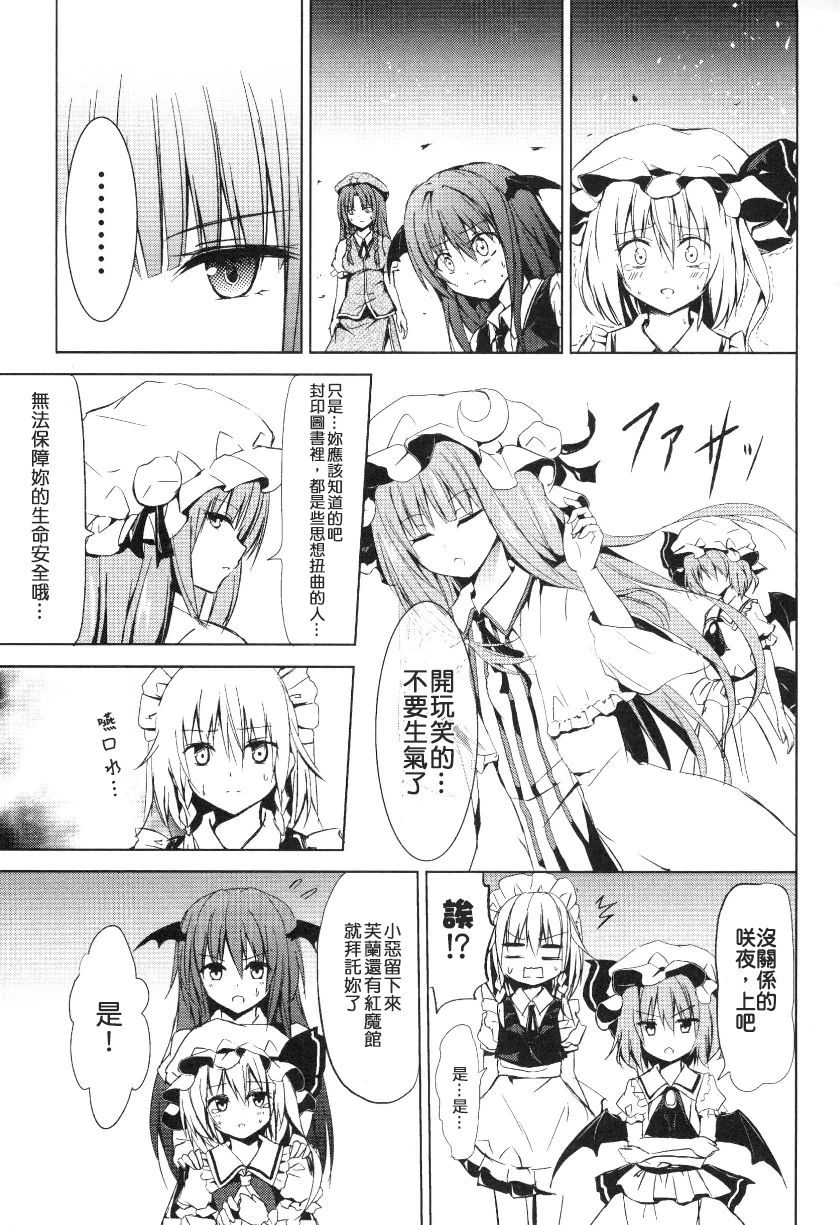 ………
ファサッ
開玩笑的…
不要生氣了
只是…妳應該知道的吧
封印圖書裡，都是些思想扭曲的人…
無法保障妳的生命安全哦…
嚥口水…
沒關係的
咲夜，上吧
誒!?
是…是…
小惡留下來
芙蘭還有紅魔館
就拜託妳了
是！